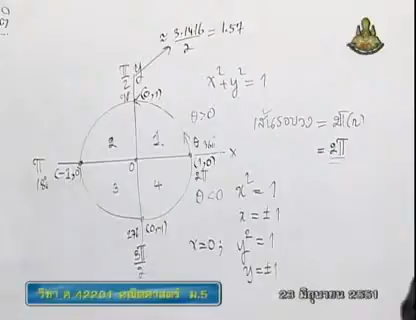 ≈ 3.1416/2 = 1.57
π/2 y
(0,1)
x² + y² = 1
θ>0
เส้นรอบวง = 2π(1)
= 2π
2 1
π
180
(-1,0)
0
θ 360
(1,0)
x
2π
3 4
θ<0
x² = 1
x = ±1
270
(0,-1)
3π/2
x=0; y² = 1
y = ±1
วิชา ค 42201 คณิตศาสตร์ ม.5
23 มิถุนายน 2551